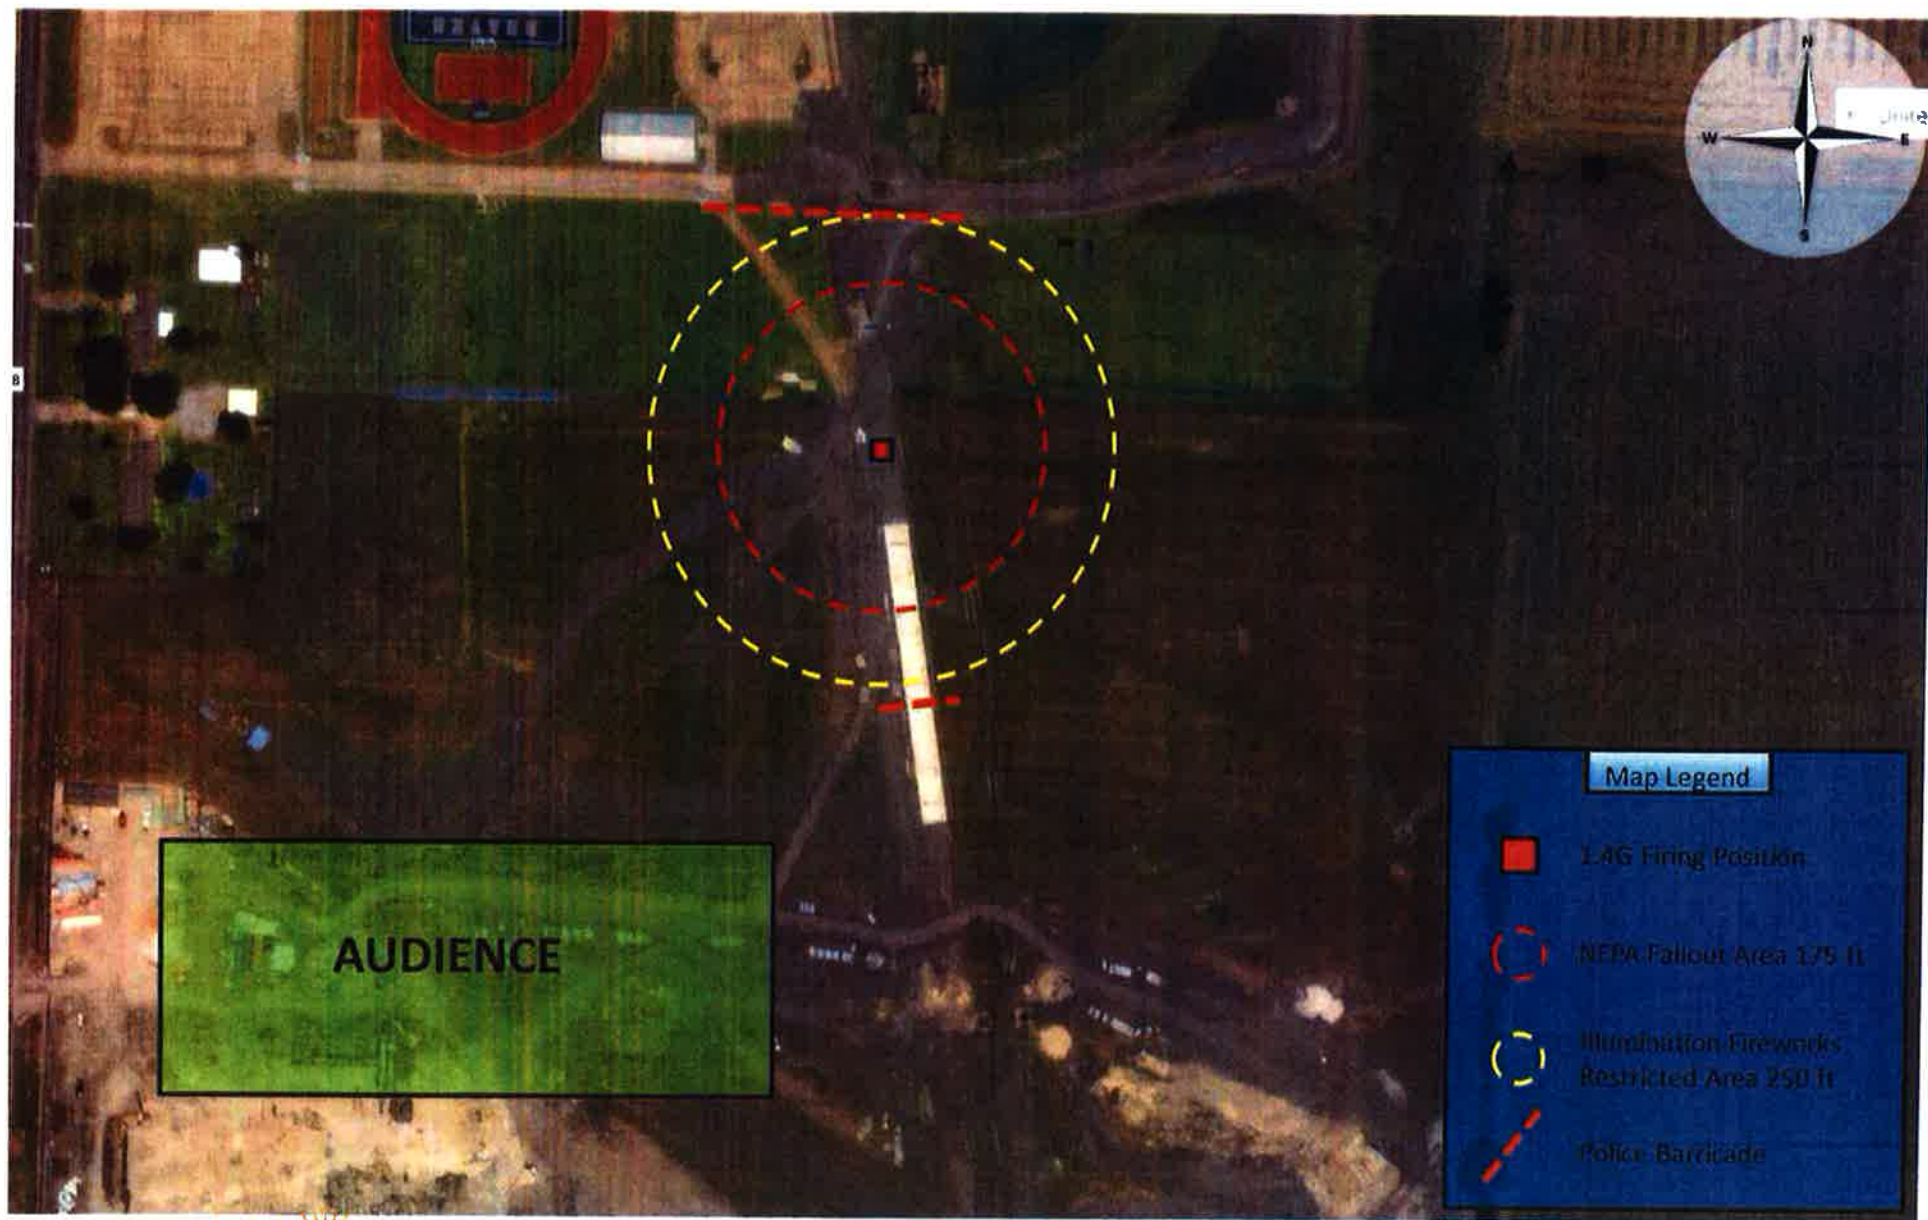 N
W
E
S
8
AUDIENCE
Map Legend
1.4G Firing Position
NFPA Fallout Area 175 ft
Illumination Fireworks
Restricted Area 250 ft
Police Barricade